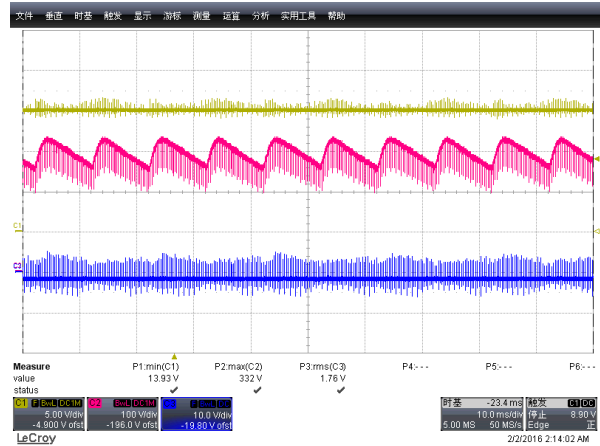 文件 垂直 时基 触发 显示 游标 测量 运算 分析 实用工具 帮助
C1
C3
Measure P1:min(C1) P2:max(C2) P3:rms(C3) P4:- - - P5:- - - P6:- - -
value 13.93 V 332 V 1.76 V
status
C1 F BwL DC1M C2 BwL DC1M 时基 -23.4 ms 触发 C1 DC
5.00 V/div 100 V/div 10.0 V/div 10.0 ms/div 停止 8.90 V
-4.900 V ofst -196.0 V ofst -19.80 V ofst 5.00 MS 50 MS/s Edge 正
LeCroy 2/2/2016 2:14:02 AM